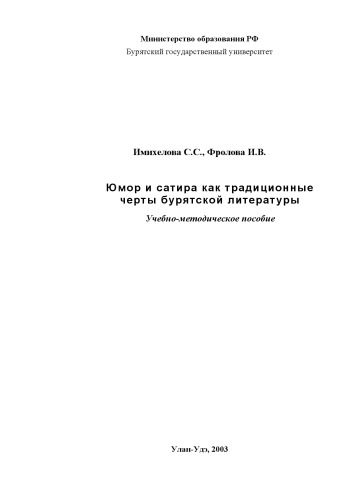 Министерство образования РФ
Бурятский государственный университет
Имихелова С.С., Фролова И.В.
Юмор и сатира как традиционные
черты бурятской литературы
Учебно-методическое пособие
Улан-Удэ, 2003